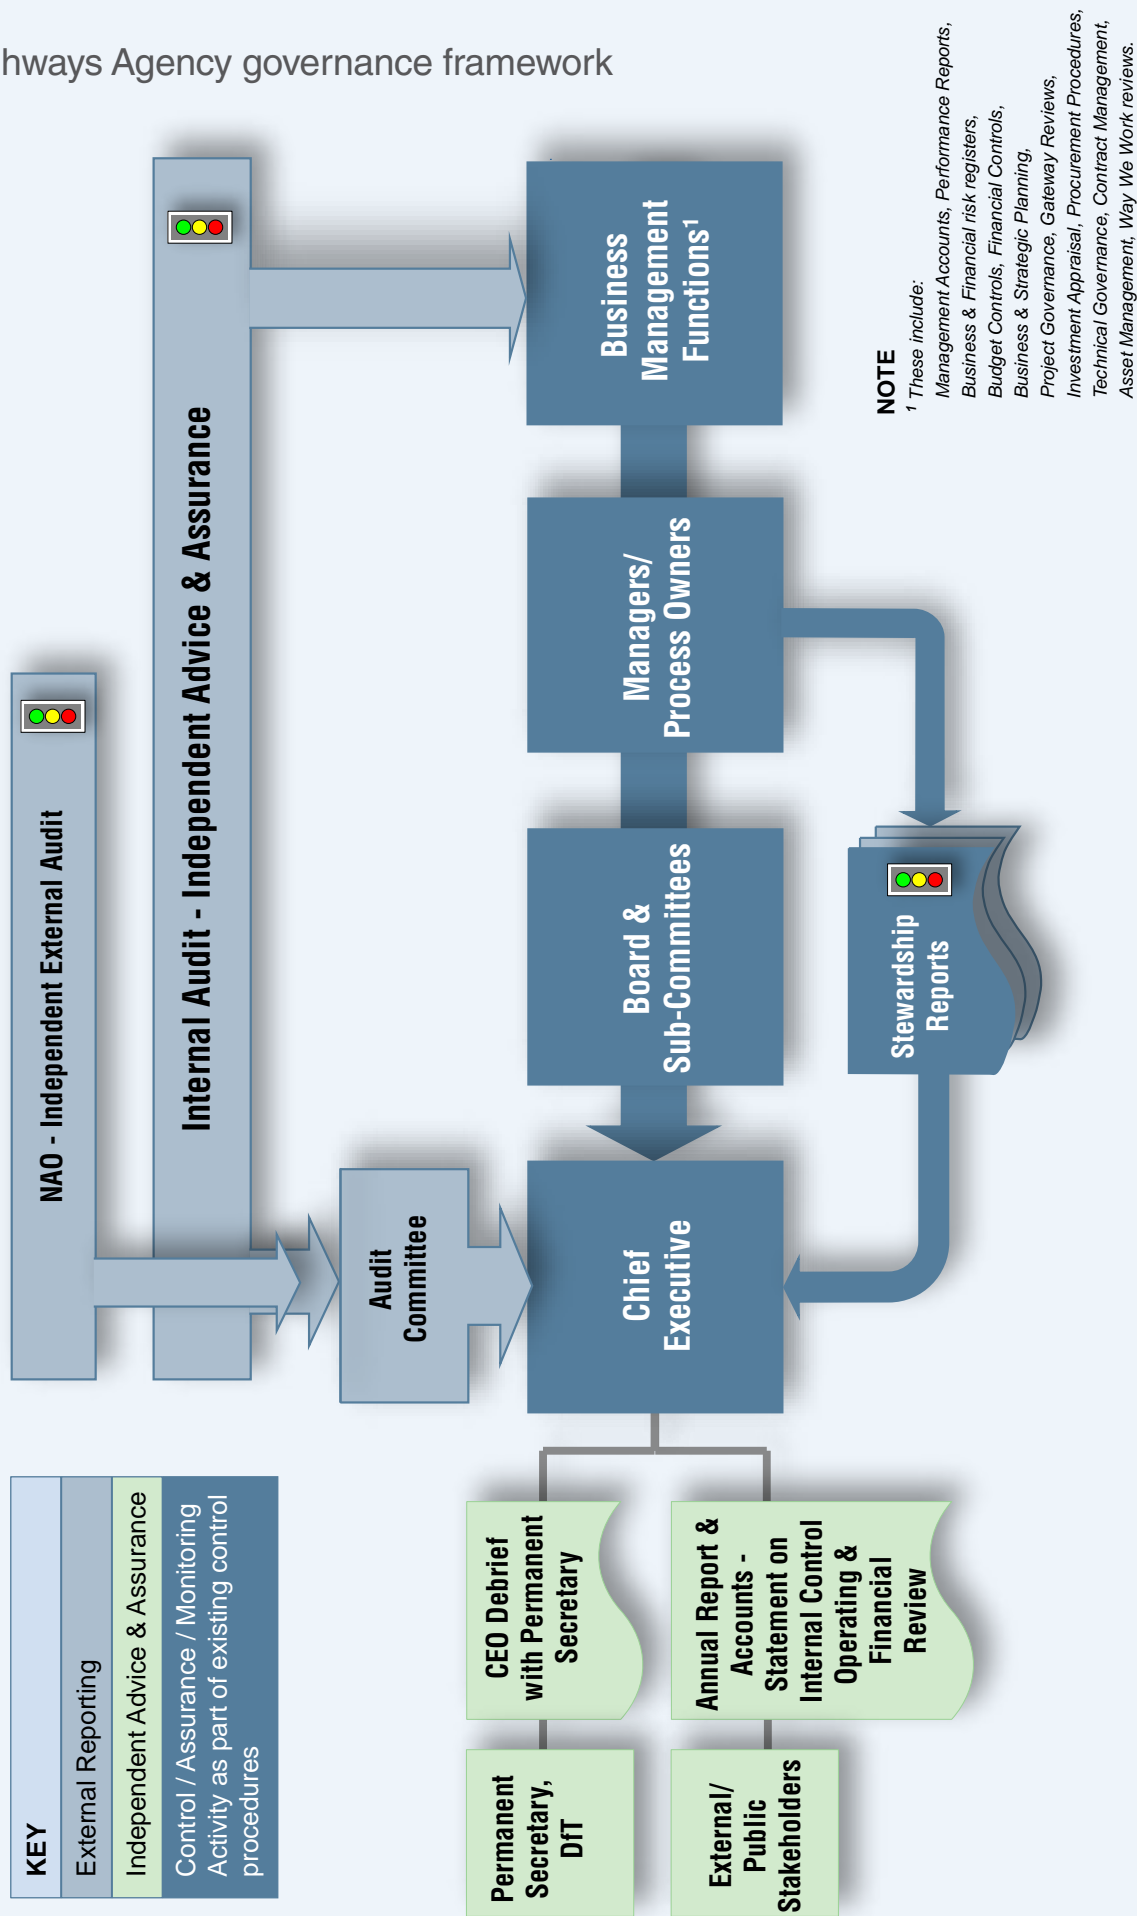 hways Agency governance framework
KEY
External Reporting
Independent Advice & Assurance
Control / Assurance / Monitoring
Activity as part of existing control
procedures
NAO - Independent External Audit
Internal Audit - Independent Advice & Assurance
Audit
Committee
Permanent
Secretary,
DfT
CEO Debrief
with Permanent
Secretary
External/
Public
Stakeholders
Annual Report &
Accounts -
Statement on
Internal Control
Operating &
Financial
Review
Chief
Executive
Board &
Sub-Committees
Managers/
Process Owners
Business
Management
Functions¹
Stewardship
Reports
NOTE
¹ These include:
Management Accounts, Performance Reports,
Business & Financial risk registers,
Budget Controls, Financial Controls,
Business & Strategic Planning,
Project Governance, Gateway Reviews,
Investment Appraisal, Procurement Procedures,
Technical Governance, Contract Management,
Asset Management, Way We Work reviews.